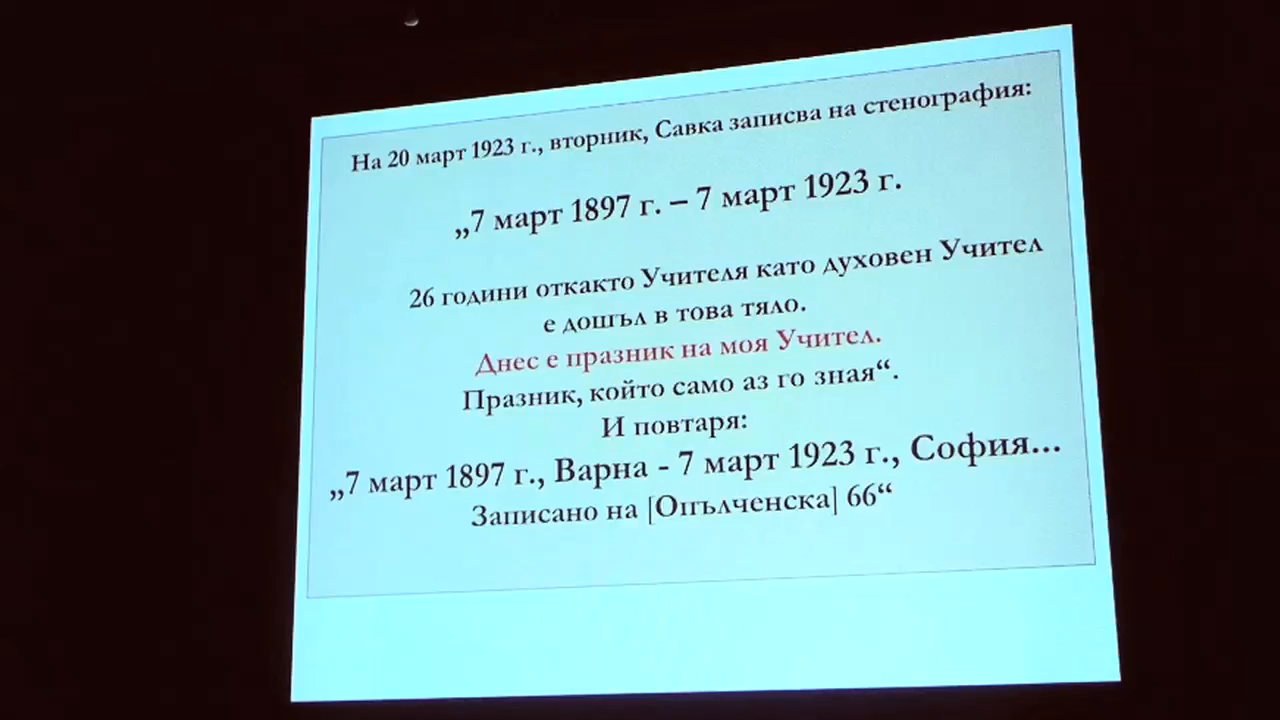 На 20 март 1923 г., вторник, Савка записва на стенография:
„7 март 1897 г. – 7 март 1923 г.
26 години откакто Учителя като духовен Учител
е дошъл в това тяло.
Днес е празник на моя Учител.
Празник, който само аз го зная“.
И повтаря:
„7 март 1897 г., Варна - 7 март 1923 г., София...
Записано на [Опълченска] 66“